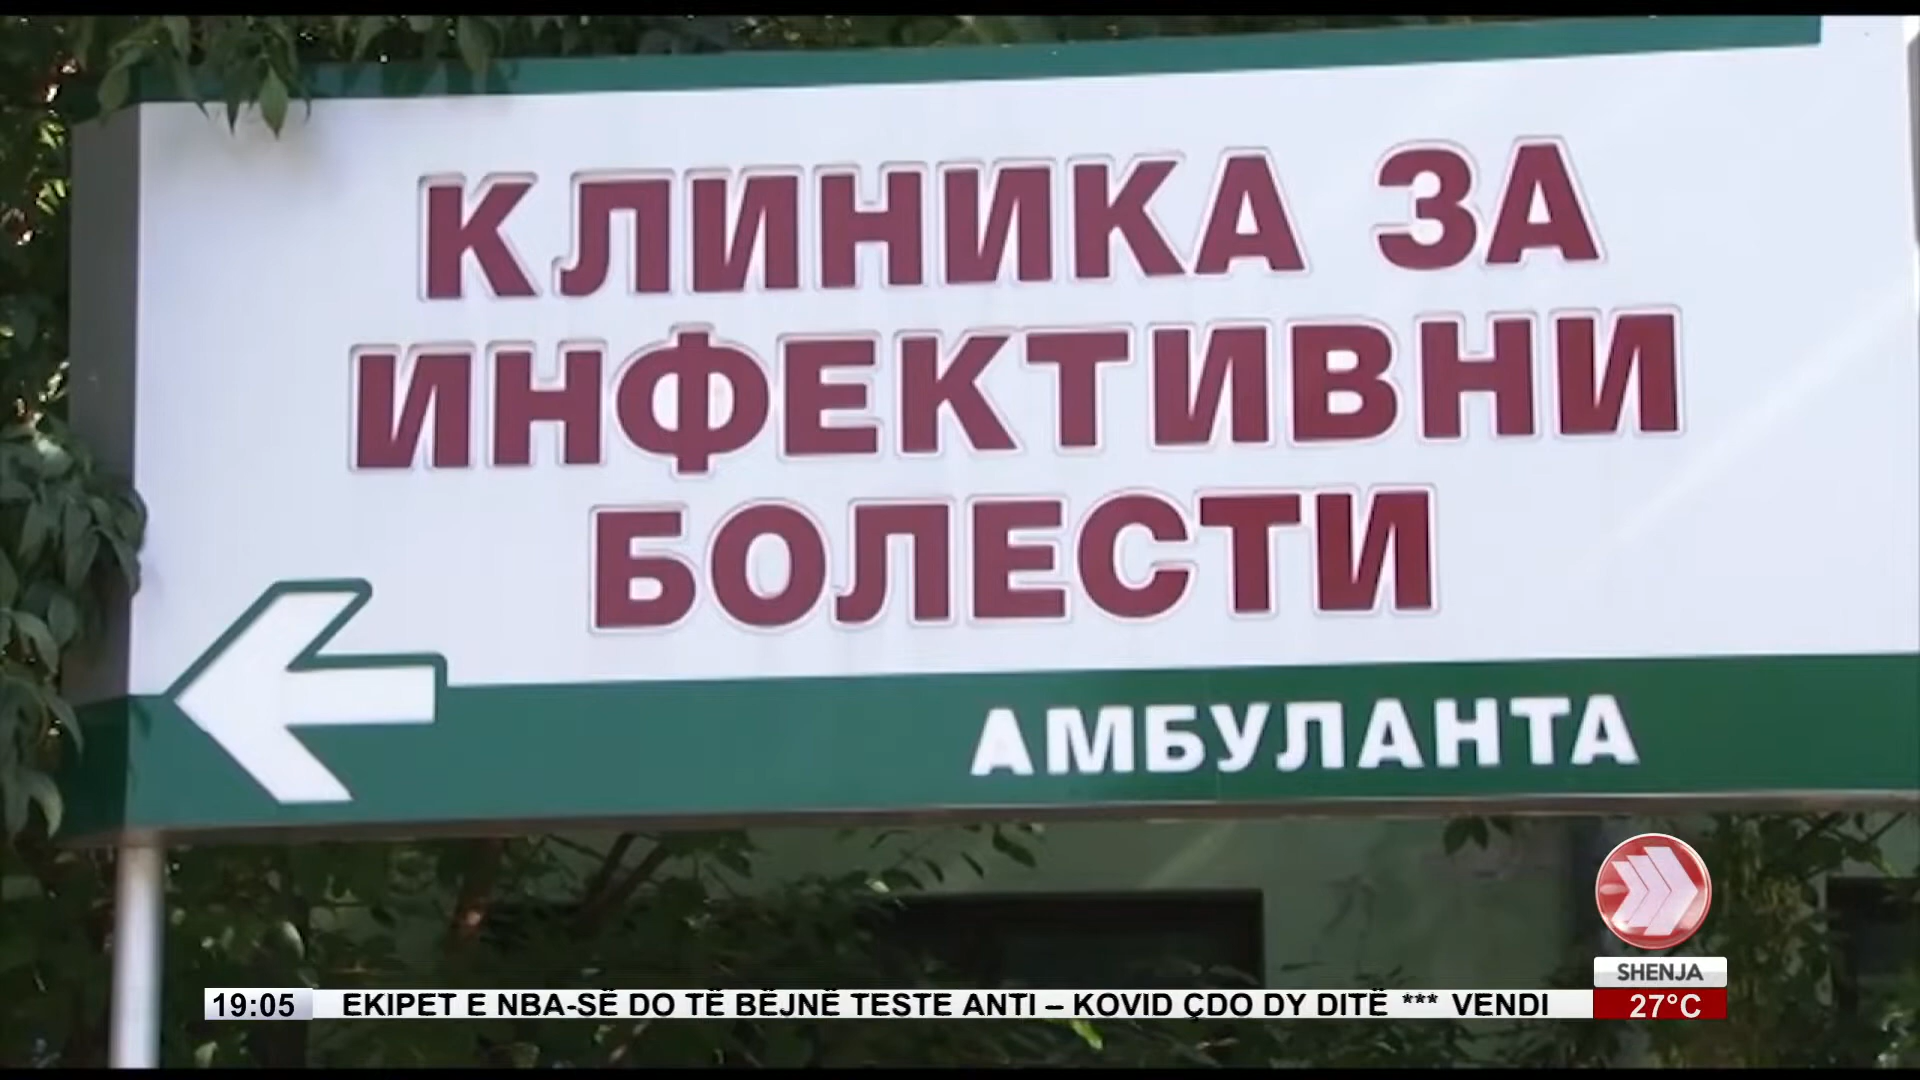 КЛИНИКА ЗА
ИНФЕКТИВНИ
БОЛЕСТИ
АМБУЛАНТА
SHENJA
19:05 EKIPET E NBA-SË DO TË BËJNË TESTE ANTI – KOVID ÇDO DY DITË *** VENDI 27°C